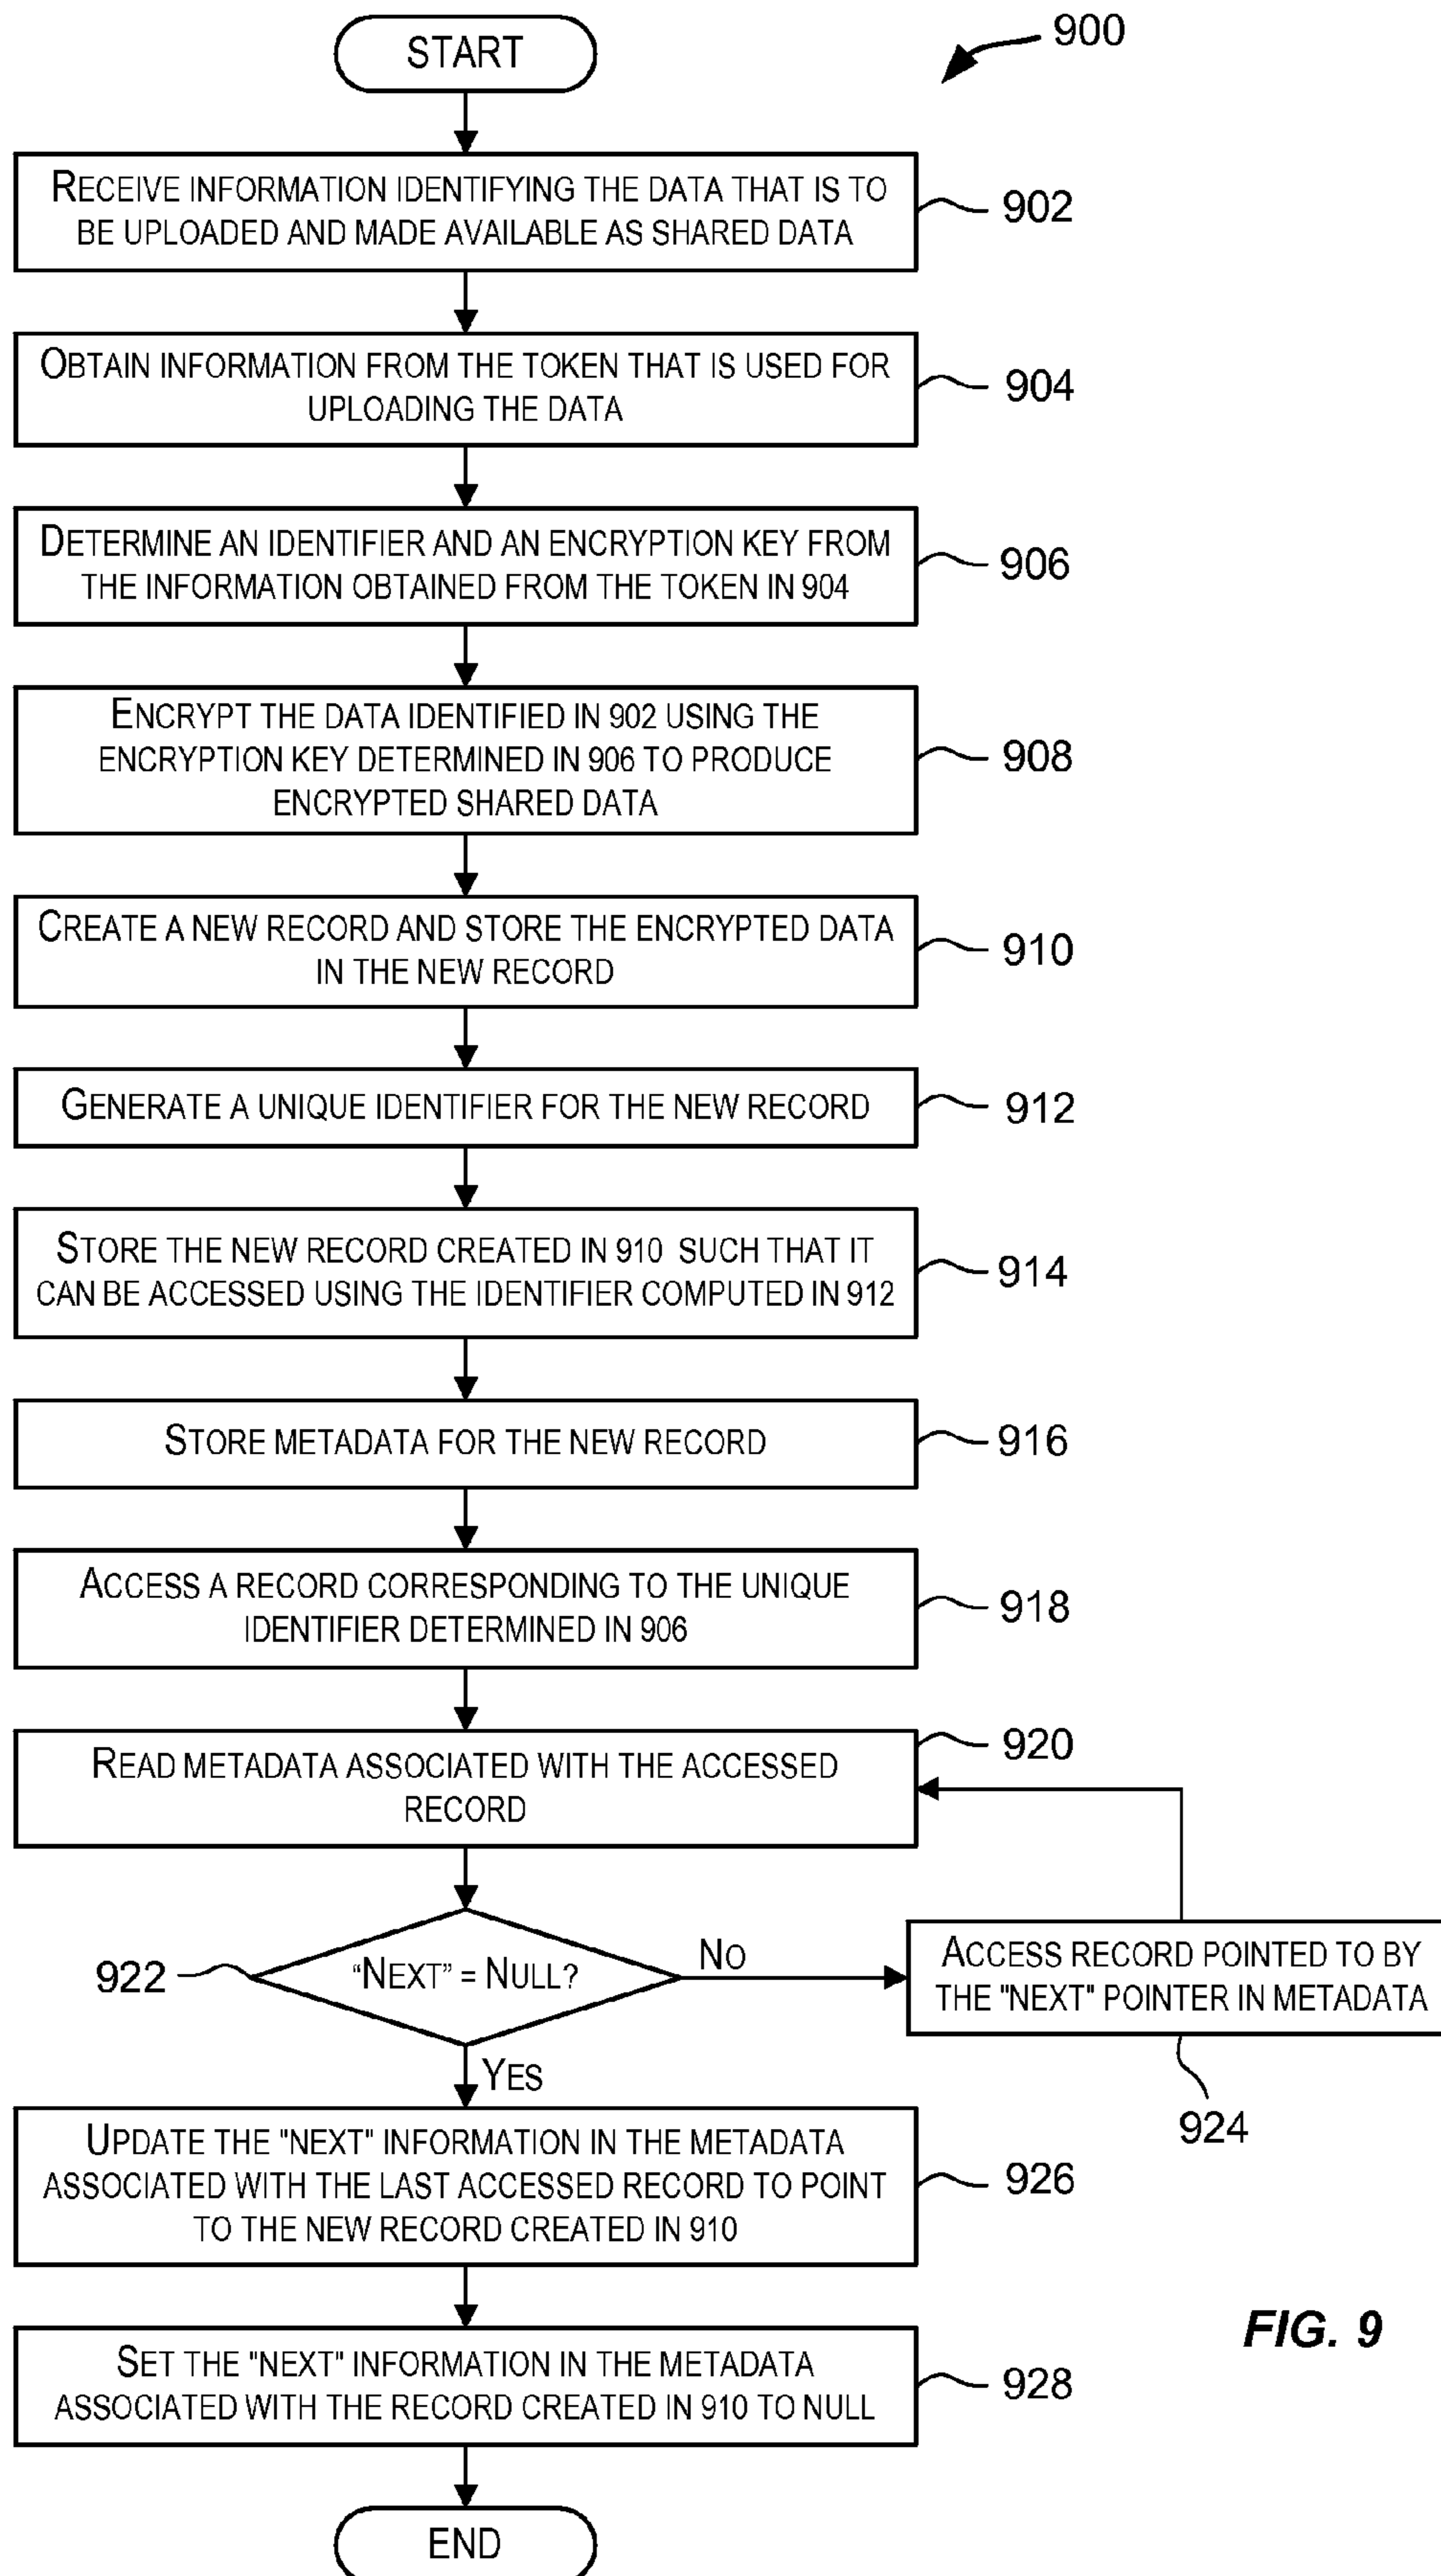 START
900
RECEIVE INFORMATION IDENTIFYING THE DATA THAT IS TO
BE UPLOADED AND MADE AVAILABLE AS SHARED DATA
902
OBTAIN INFORMATION FROM THE TOKEN THAT IS USED FOR
UPLOADING THE DATA
904
DETERMINE AN IDENTIFIER AND AN ENCRYPTION KEY FROM
THE INFORMATION OBTAINED FROM THE TOKEN IN 904
906
ENCRYPT THE DATA IDENTIFIED IN 902 USING THE
ENCRYPTION KEY DETERMINED IN 906 TO PRODUCE
ENCRYPTED SHARED DATA
908
CREATE A NEW RECORD AND STORE THE ENCRYPTED DATA
IN THE NEW RECORD
910
GENERATE A UNIQUE IDENTIFIER FOR THE NEW RECORD
912
STORE THE NEW RECORD CREATED IN 910 SUCH THAT IT
CAN BE ACCESSED USING THE IDENTIFIER COMPUTED IN 912
914
STORE METADATA FOR THE NEW RECORD
916
ACCESS A RECORD CORRESPONDING TO THE UNIQUE
IDENTIFIER DETERMINED IN 906
918
READ METADATA ASSOCIATED WITH THE ACCESSED
RECORD
920
922
“NEXT” = NULL?
NO
ACCESS RECORD POINTED TO BY
THE "NEXT" POINTER IN METADATA
924
YES
UPDATE THE "NEXT" INFORMATION IN THE METADATA
ASSOCIATED WITH THE LAST ACCESSED RECORD TO POINT
TO THE NEW RECORD CREATED IN 910
926
SET THE "NEXT" INFORMATION IN THE METADATA
ASSOCIATED WITH THE RECORD CREATED IN 910 TO NULL
928
FIG. 9
END